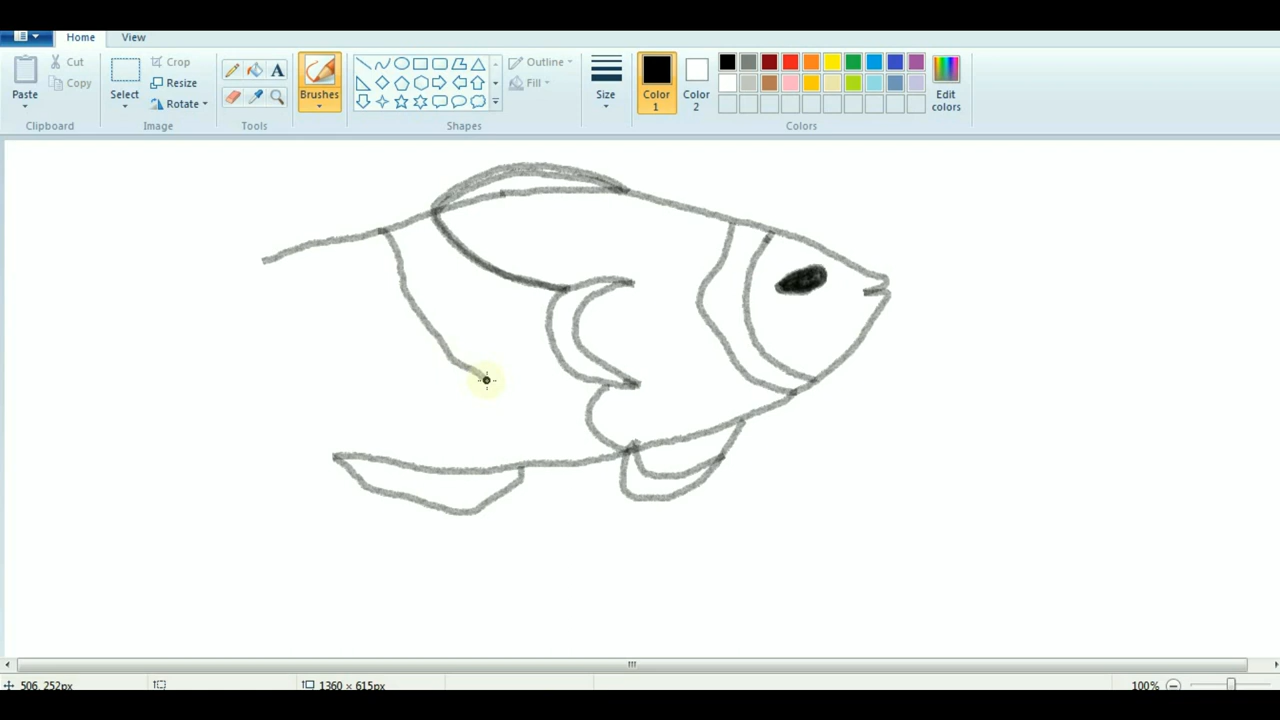 Home View
Paste Cut Copy Clipboard
Select Crop Resize Rotate Image
A Tools
Brushes
Shapes Outline Fill
Size
Color 1 Color 2 Edit colors Colors
506, 252px 1360 × 615px 100%